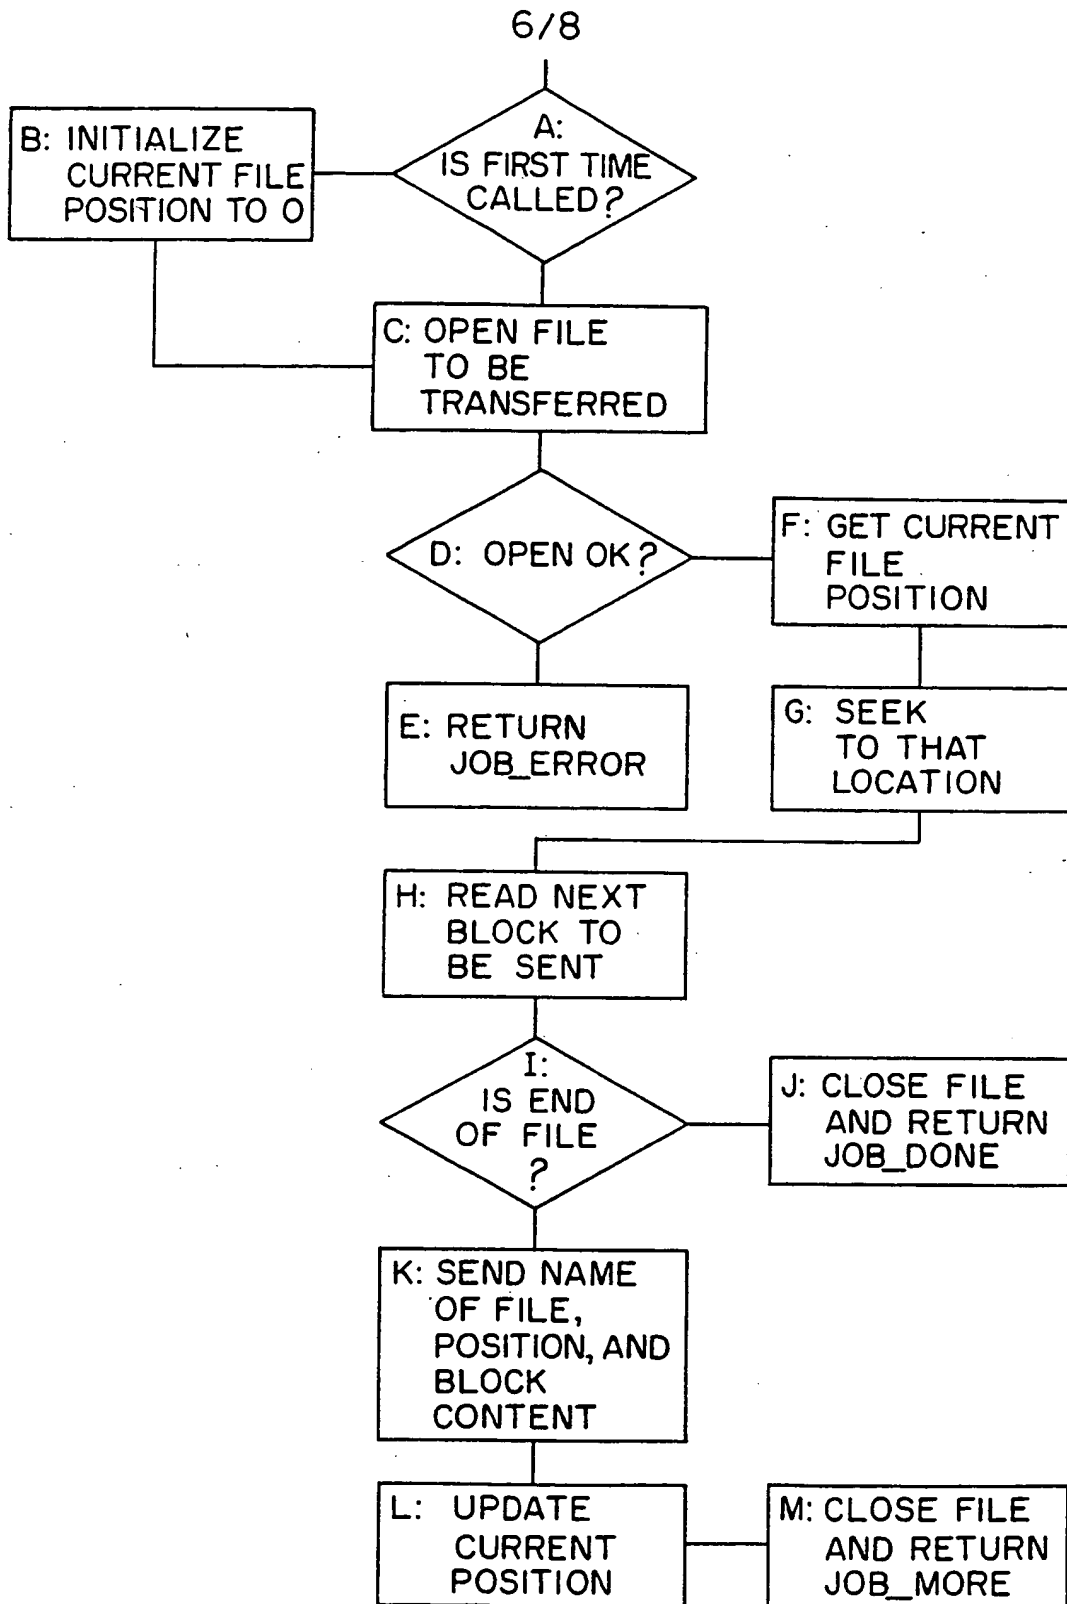 6/8
A:
IS FIRST TIME
CALLED?
B: INITIALIZE
CURRENT FILE
POSITION TO 0
C: OPEN FILE
TO BE
TRANSFERRED
D: OPEN OK?
F: GET CURRENT
FILE
POSITION
E: RETURN
JOB_ERROR
G: SEEK
TO THAT
LOCATION
H: READ NEXT
BLOCK TO
BE SENT
I:
IS END
OF FILE
?
J: CLOSE FILE
AND RETURN
JOB_DONE
K: SEND NAME
OF FILE,
POSITION, AND
BLOCK
CONTENT
L: UPDATE
CURRENT
POSITION
M: CLOSE FILE
AND RETURN
JOB_MORE